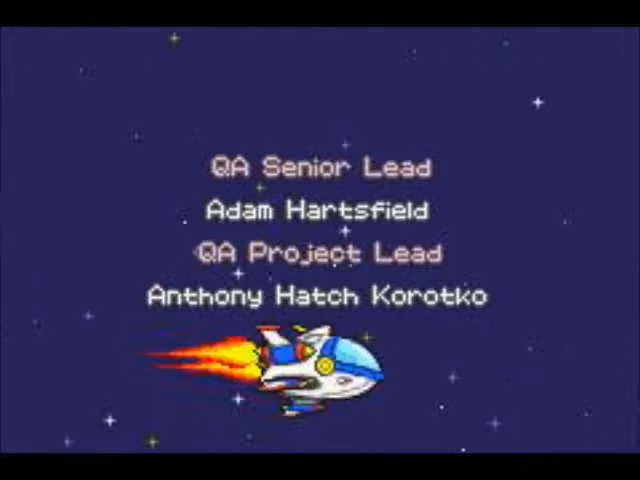 QA Senior Lead
Adam Hartsfield
QA Project Lead
Anthony Hatch Korotko